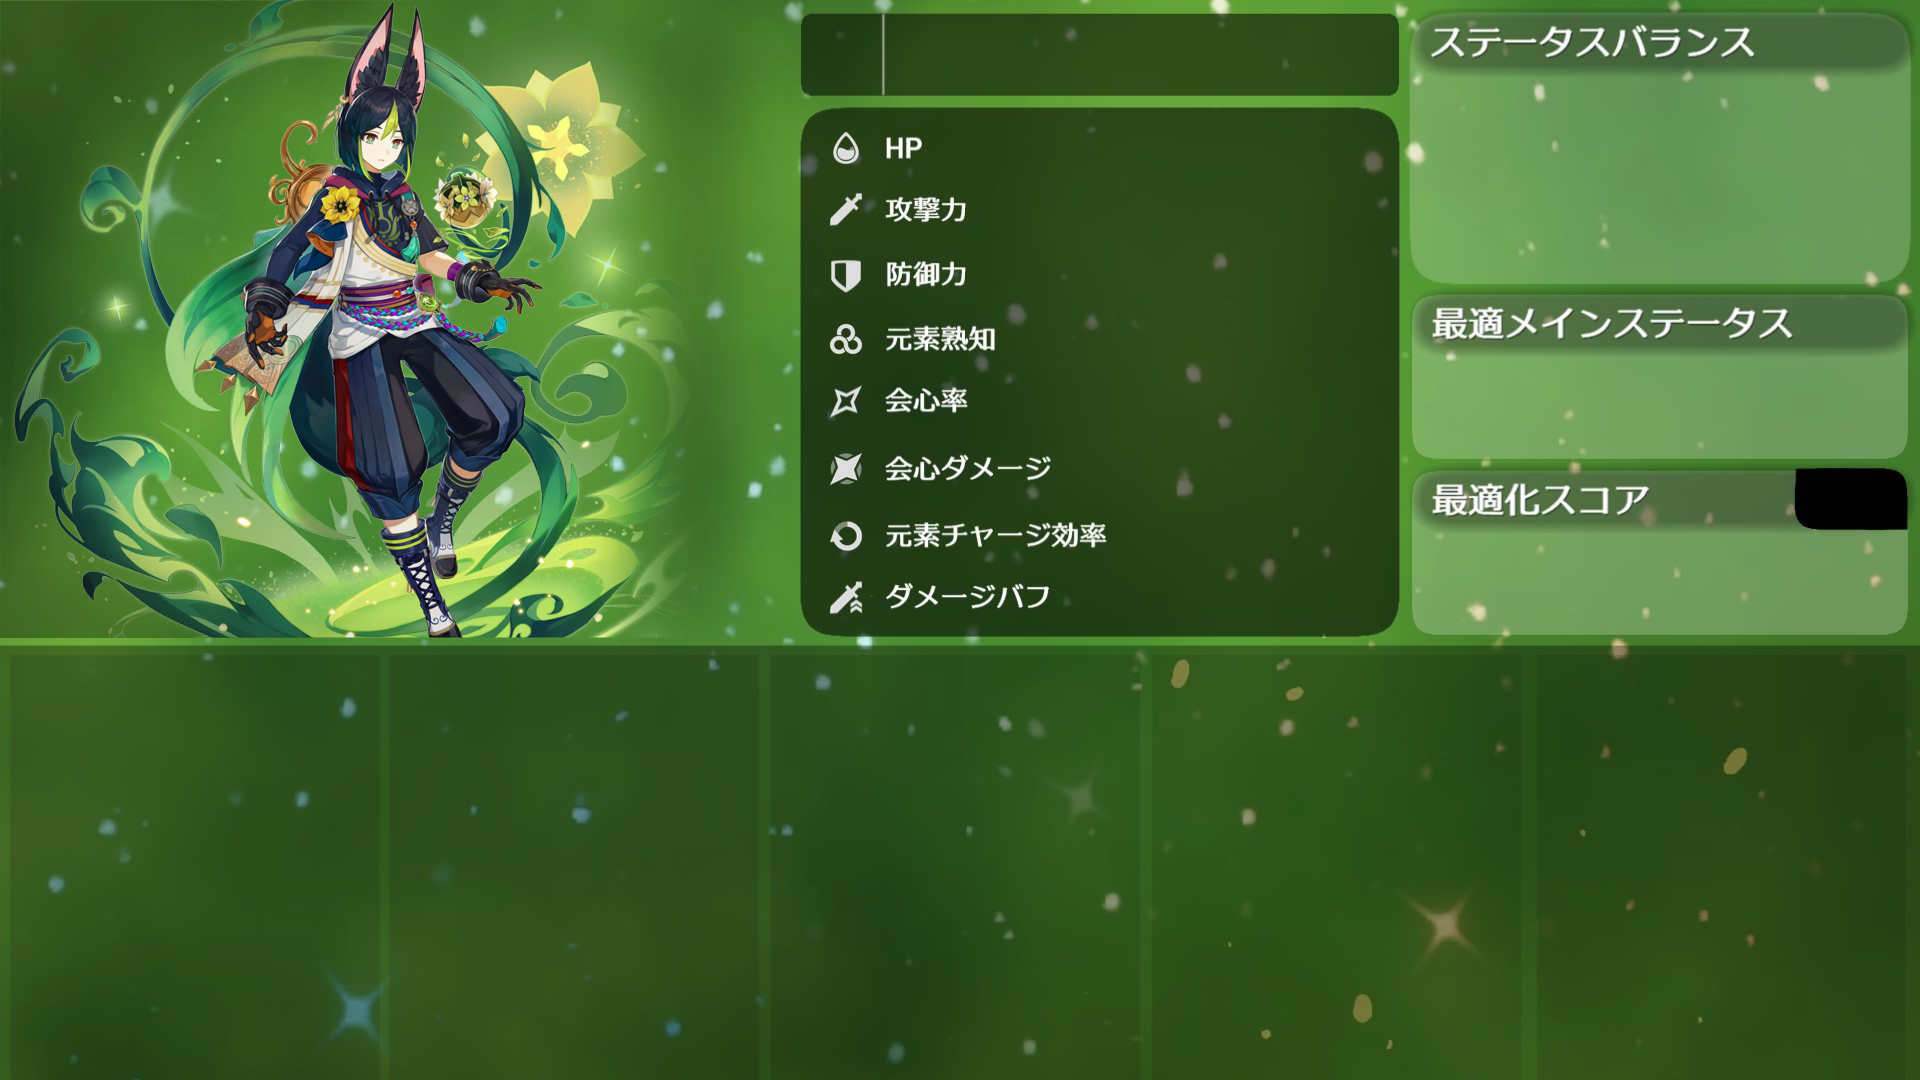 HP
攻撃力
防御力
元素熟知
会心率
会心ダメージ
元素チャージ効率
ダメージバフ
ステータスバランス
最適メインステータス
最適化スコア